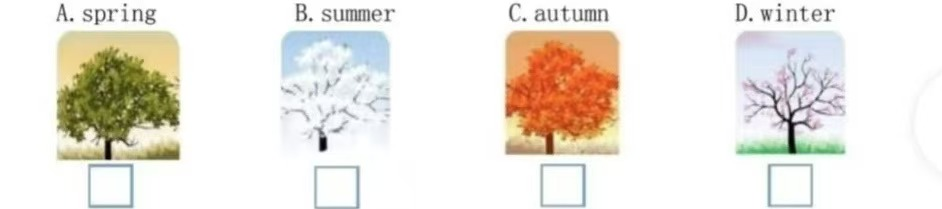 A. spring B. summer C. autumn D. winter